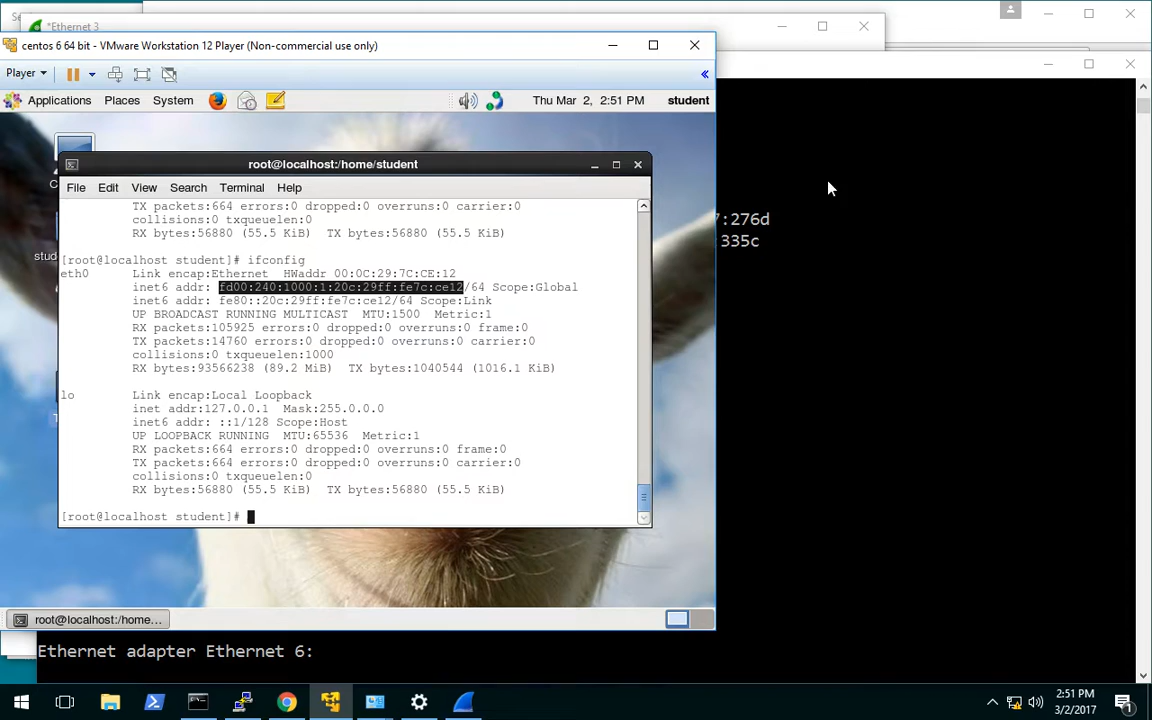 *Ethernet 3
centos 6 64 bit - VMware Workstation 12 Player (Non-commercial use only)
Player
Applications Places System Thu Mar 2, 2:51 PM student
root@localhost:/home/student
File Edit View Search Terminal Help
TX packets:664 errors:0 dropped:0 overruns:0 carrier:0
collisions:0 txqueuelen:0
RX bytes:56880 (55.5 KiB) TX bytes:56880 (55.5 KiB)
7:276d
335c
[root@localhost student]# ifconfig
eth0 Link encap:Ethernet HWaddr 00:0C:29:7C:CE:12
inet6 addr: fd00:240:1000:1:20c:29ff:fe7c:ce12/64 Scope:Global
inet6 addr: fe80::20c:29ff:fe7c:ce12/64 Scope:Link
UP BROADCAST RUNNING MULTICAST MTU:1500 Metric:1
RX packets:105925 errors:0 dropped:0 overruns:0 frame:0
TX packets:14760 errors:0 dropped:0 overruns:0 carrier:0
collisions:0 txqueuelen:1000
RX bytes:93566238 (89.2 MiB) TX bytes:1040544 (1016.1 KiB)
lo Link encap:Local Loopback
inet addr:127.0.0.1 Mask:255.0.0.0
inet6 addr: ::1/128 Scope:Host
UP LOOPBACK RUNNING MTU:65536 Metric:1
RX packets:664 errors:0 dropped:0 overruns:0 frame:0
TX packets:664 errors:0 dropped:0 overruns:0 carrier:0
collisions:0 txqueuelen:0
RX bytes:56880 (55.5 KiB) TX bytes:56880 (55.5 KiB)
[root@localhost student]#
root@localhost:/home...
Ethernet adapter Ethernet 6:
2:51 PM
3/2/2017
1